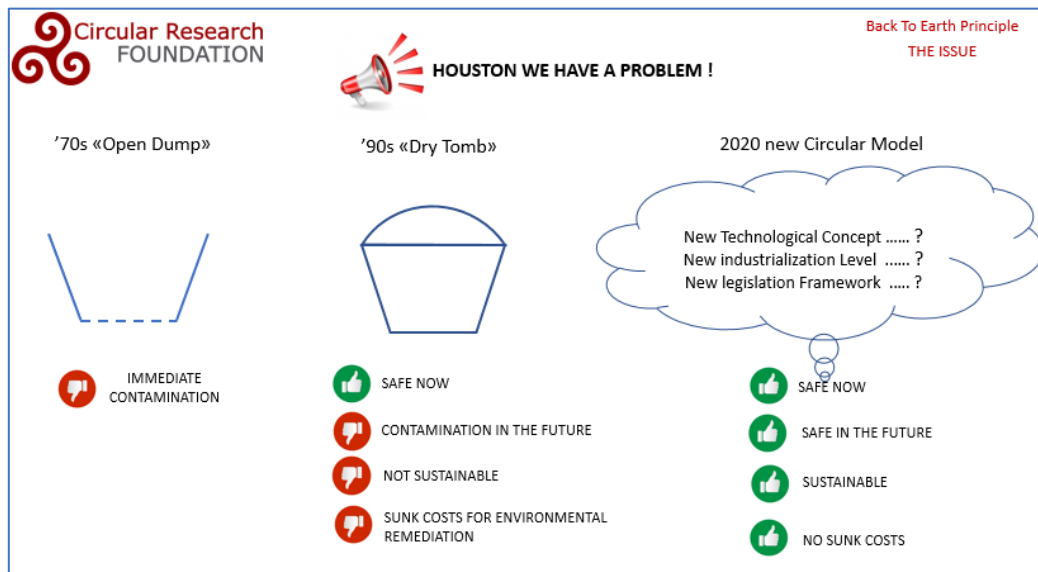 Circular Research
FOUNDATION
Back To Earth Principle
THE ISSUE
HOUSTON WE HAVE A PROBLEM !
'70s «Open Dump»
'90s «Dry Tomb»
2020 new Circular Model
New Technological Concept ...... ?
New industrialization Level ...... ?
New legislation Framework ..... ?
IMMEDIATE
CONTAMINATION
SAFE NOW
CONTAMINATION IN THE FUTURE
NOT SUSTAINABLE
SUNK COSTS FOR ENVIRONMENTAL
REMEDIATION
SAFE NOW
SAFE IN THE FUTURE
SUSTAINABLE
NO SUNK COSTS